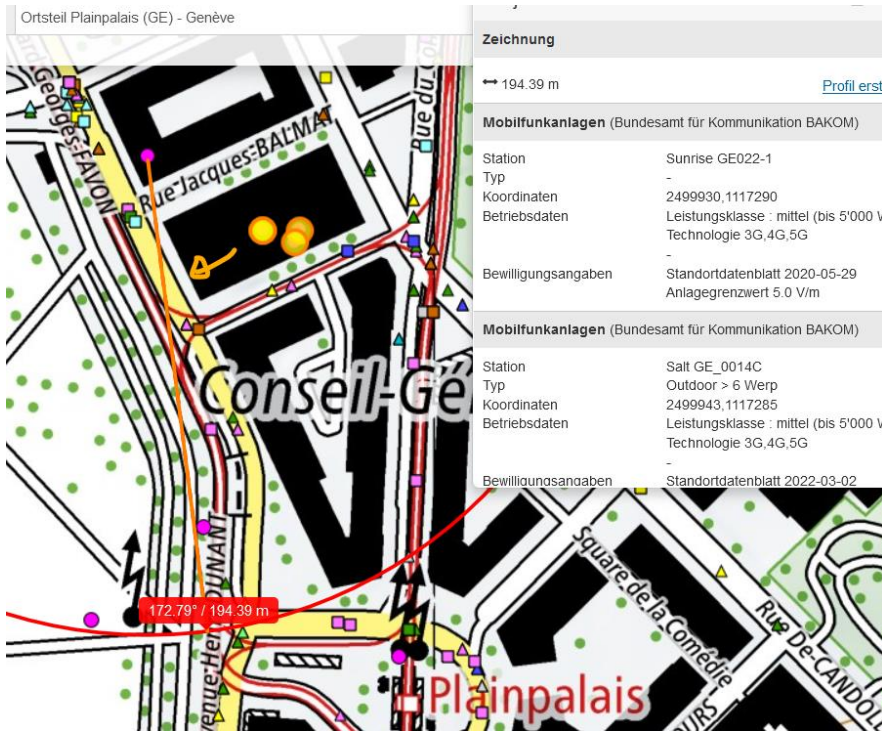 Ortsteil Plainpalais (GE) - Genève
Zeichnung
194.39 m
Profil erst
Mobilfunkanlagen (Bundesamt für Kommunikation BAKOM)
Station Sunrise GE022-1
Typ -
Koordinaten 2499930,1117290
Betriebsdaten Leistungsklasse : mittel (bis 5'000 W
Technologie 3G,4G,5G
-
Bewilligungsangaben Standortdatenblatt 2020-05-29
Anlagegrenzwert 5.0 V/m
Mobilfunkanlagen (Bundesamt für Kommunikation BAKOM)
Station Salt GE_0014C
Typ Outdoor > 6 Werp
Koordinaten 2499943,1117285
Betriebsdaten Leistungsklasse : mittel (bis 5'000 W
Technologie 3G,4G,5G
-
Bewilligungsangaben Standortdatenblatt 2022-03-02
Georges-FAVON
Rue Jacques-BALMAT
Rue du
Conseil-Gé
172.79° / 194.39 m
Square de la Comédie
Rue De-CANDOLL
Plainpalais